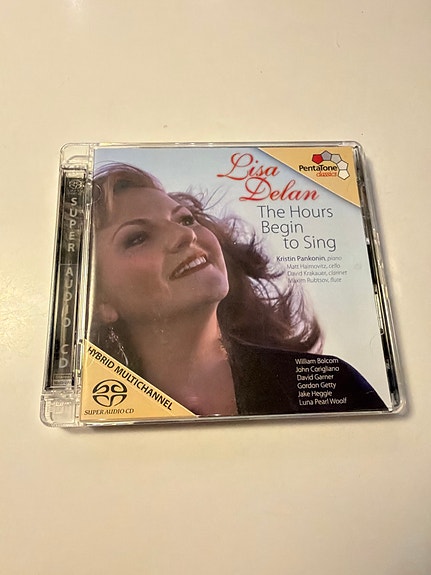 Lisa
Delan
PentaTone
classics
The Hours
Begin
to Sing
Kristin Pankonin, piano
Matt Haimovitz, cello
David Krakauer, clarinet
Maxim Rubtsov, flute
William Bolcom
John Corigliano
David Garner
Gordon Getty
Jake Heggie
Luna Pearl Woolf
HYBRID MULTICHANNEL
SUPER AUDIO CD
SUPER AUDIO CD